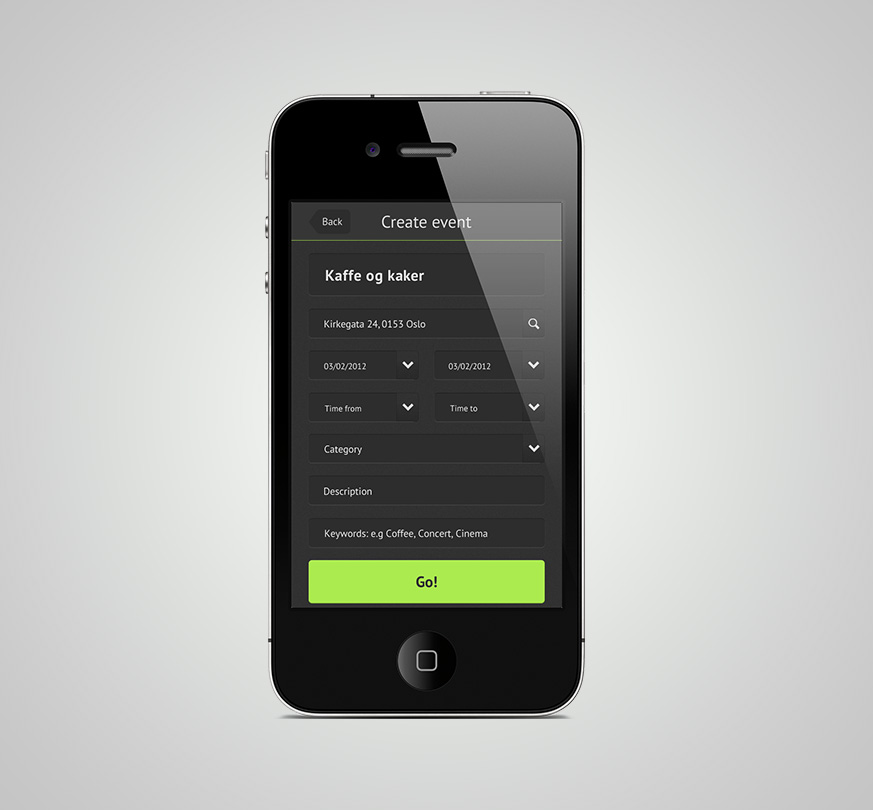 Back
Create event
Kaffe og kaker
Kirkegata 24, 0153 Oslo
03/02/2012
03/02/2012
Time from
Time to
Category
Description
Keywords: e.g Coffee, Concert, Cinema
Go!